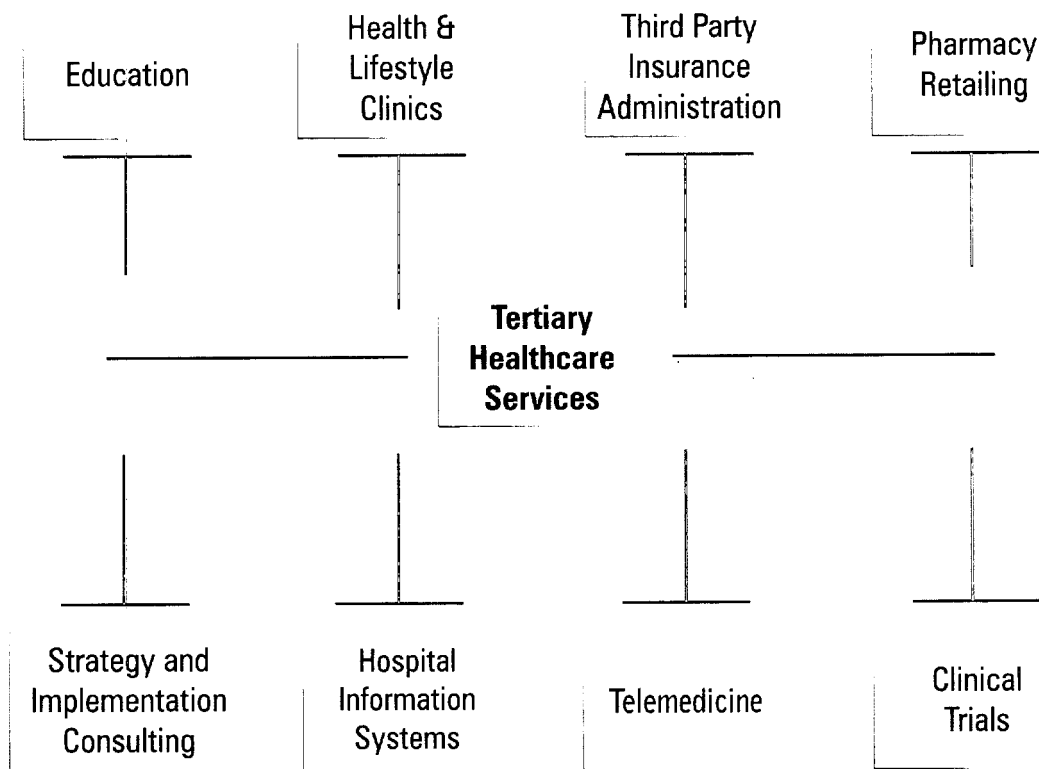 Education
Health &
Lifestyle
Clinics
Third Party
Insurance
Administration
Pharmacy
Retailing
Tertiary
Healthcare
Services
Strategy and
Implementation
Consulting
Hospital
Information
Systems
Telemedicine
Clinical
Trials